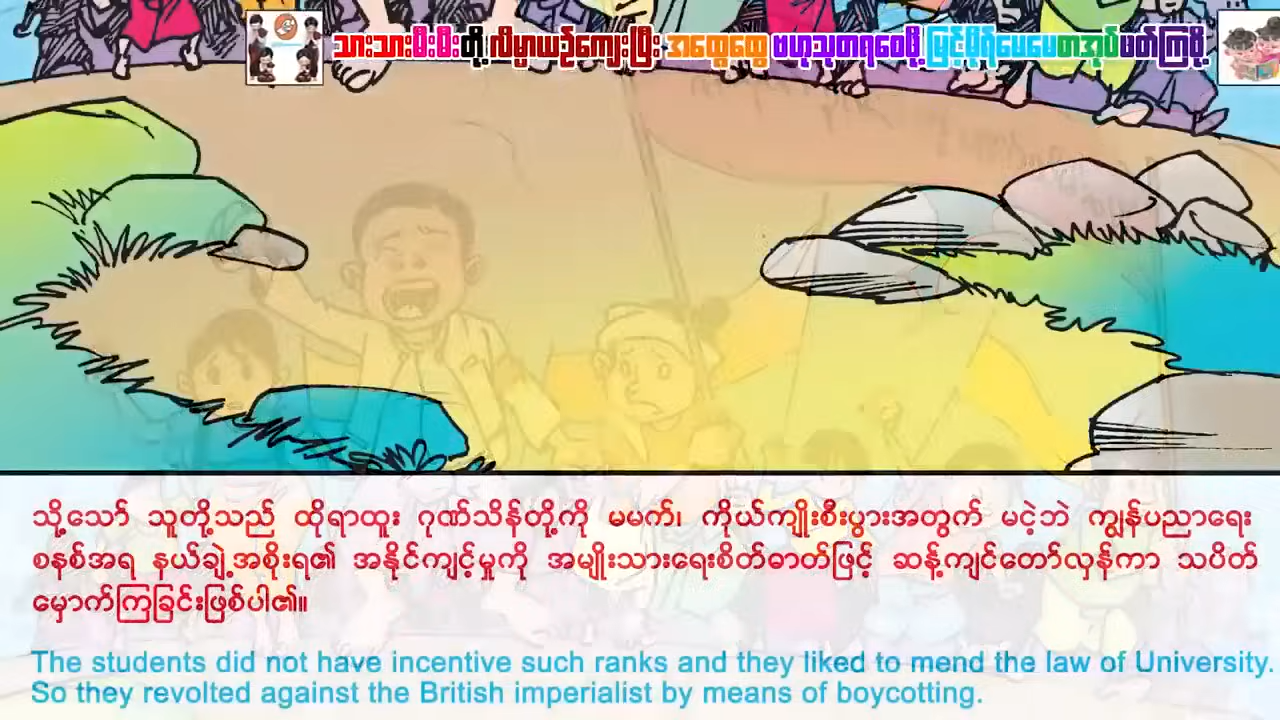 သားသားမီးမီးတို့ လိမ္မာယဉ်ကျေးပြီး အထွေထွေ ဗဟုသုတရစေဖို့ မြင့်မိုရ်မေမေစာအုပ်ဖတ်ကြစို့
သို့သော် သူတို့သည် ထိုရာထူး ဂုဏ်သိန်တို့ကို မမက်၊ ကိုယ်ကျိုးစီးပွားအတွက် မငဲ့ဘဲ ကျွန်ပညာရေး
စနစ်အရ နယ်ချဲ့အစိုးရ၏ အနိုင်ကျင့်မှုကို အမျိုးသားရေးစိတ်ဓာတ်ဖြင့် ဆန့်ကျင်တော်လှန်ကာ သပိတ်
မှောက်ကြခြင်းဖြစ်ပါ၏။
The students did not have incentive such ranks and they liked to mend the law of University.
So they revolted against the British imperialist by means of boycotting.